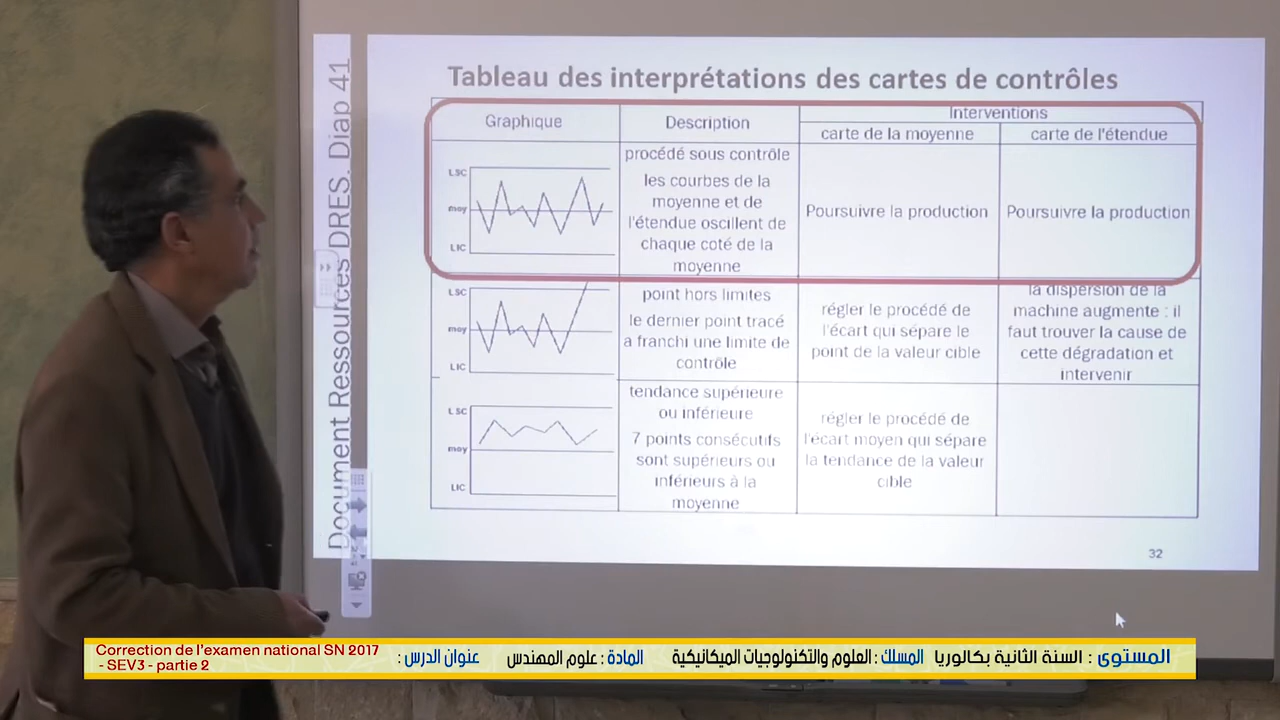 Document Ressources DRES. Diap 41
Tableau des interprétations des cartes de contrôles
Graphique
Description
Interventions
carte de la moyenne
carte de l'étendue
LSC
moy
LIC
procédé sous contrôle
les courbes de la
moyenne et de
l'étendue oscillent de
chaque coté de la
moyenne
Poursuivre la production
Poursuivre la production
LSC
moy
LIC
point hors limites
le dernier point tracé
a franchi une limite de
contrôle
régler le procédé de
l'écart qui sépare le
point de la valeur cible
la dispersion de la
machine augmente : il
faut trouver la cause de
cette dégradation et
intervenir
LSC
moy
LIC
tendance supérieure
ou inférieure
7 points consécutifs
sont supérieurs ou
inférieurs à la
moyenne
régler le procédé de
l'écart moyen qui sépare
la tendance de la valeur
cible
32
المستوى : السنة الثانية بكالوريا المسلك : العلوم والتكنولوجيات الميكانيكية المادة : علوم المهندس عنوان الدرس :
Correction de l'examen national SN 2017
- SEV3 - partie 2